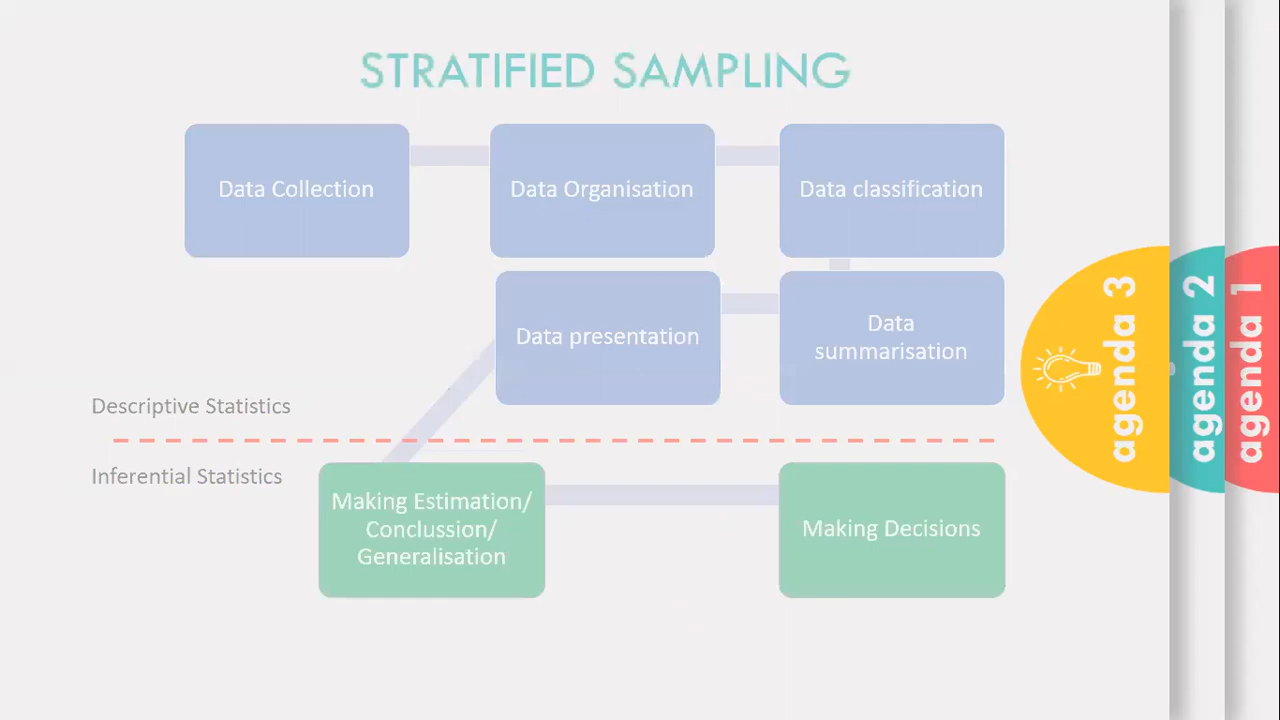 STRATIFIED SAMPLING
Data Collection
Data Organisation
Data classification
Data presentation
Data
summarisation
Descriptive Statistics
Inferential Statistics
Making Estimation/
Conclussion/
Generalisation
Making Decisions
agenda 3
agenda 2
agenda 1